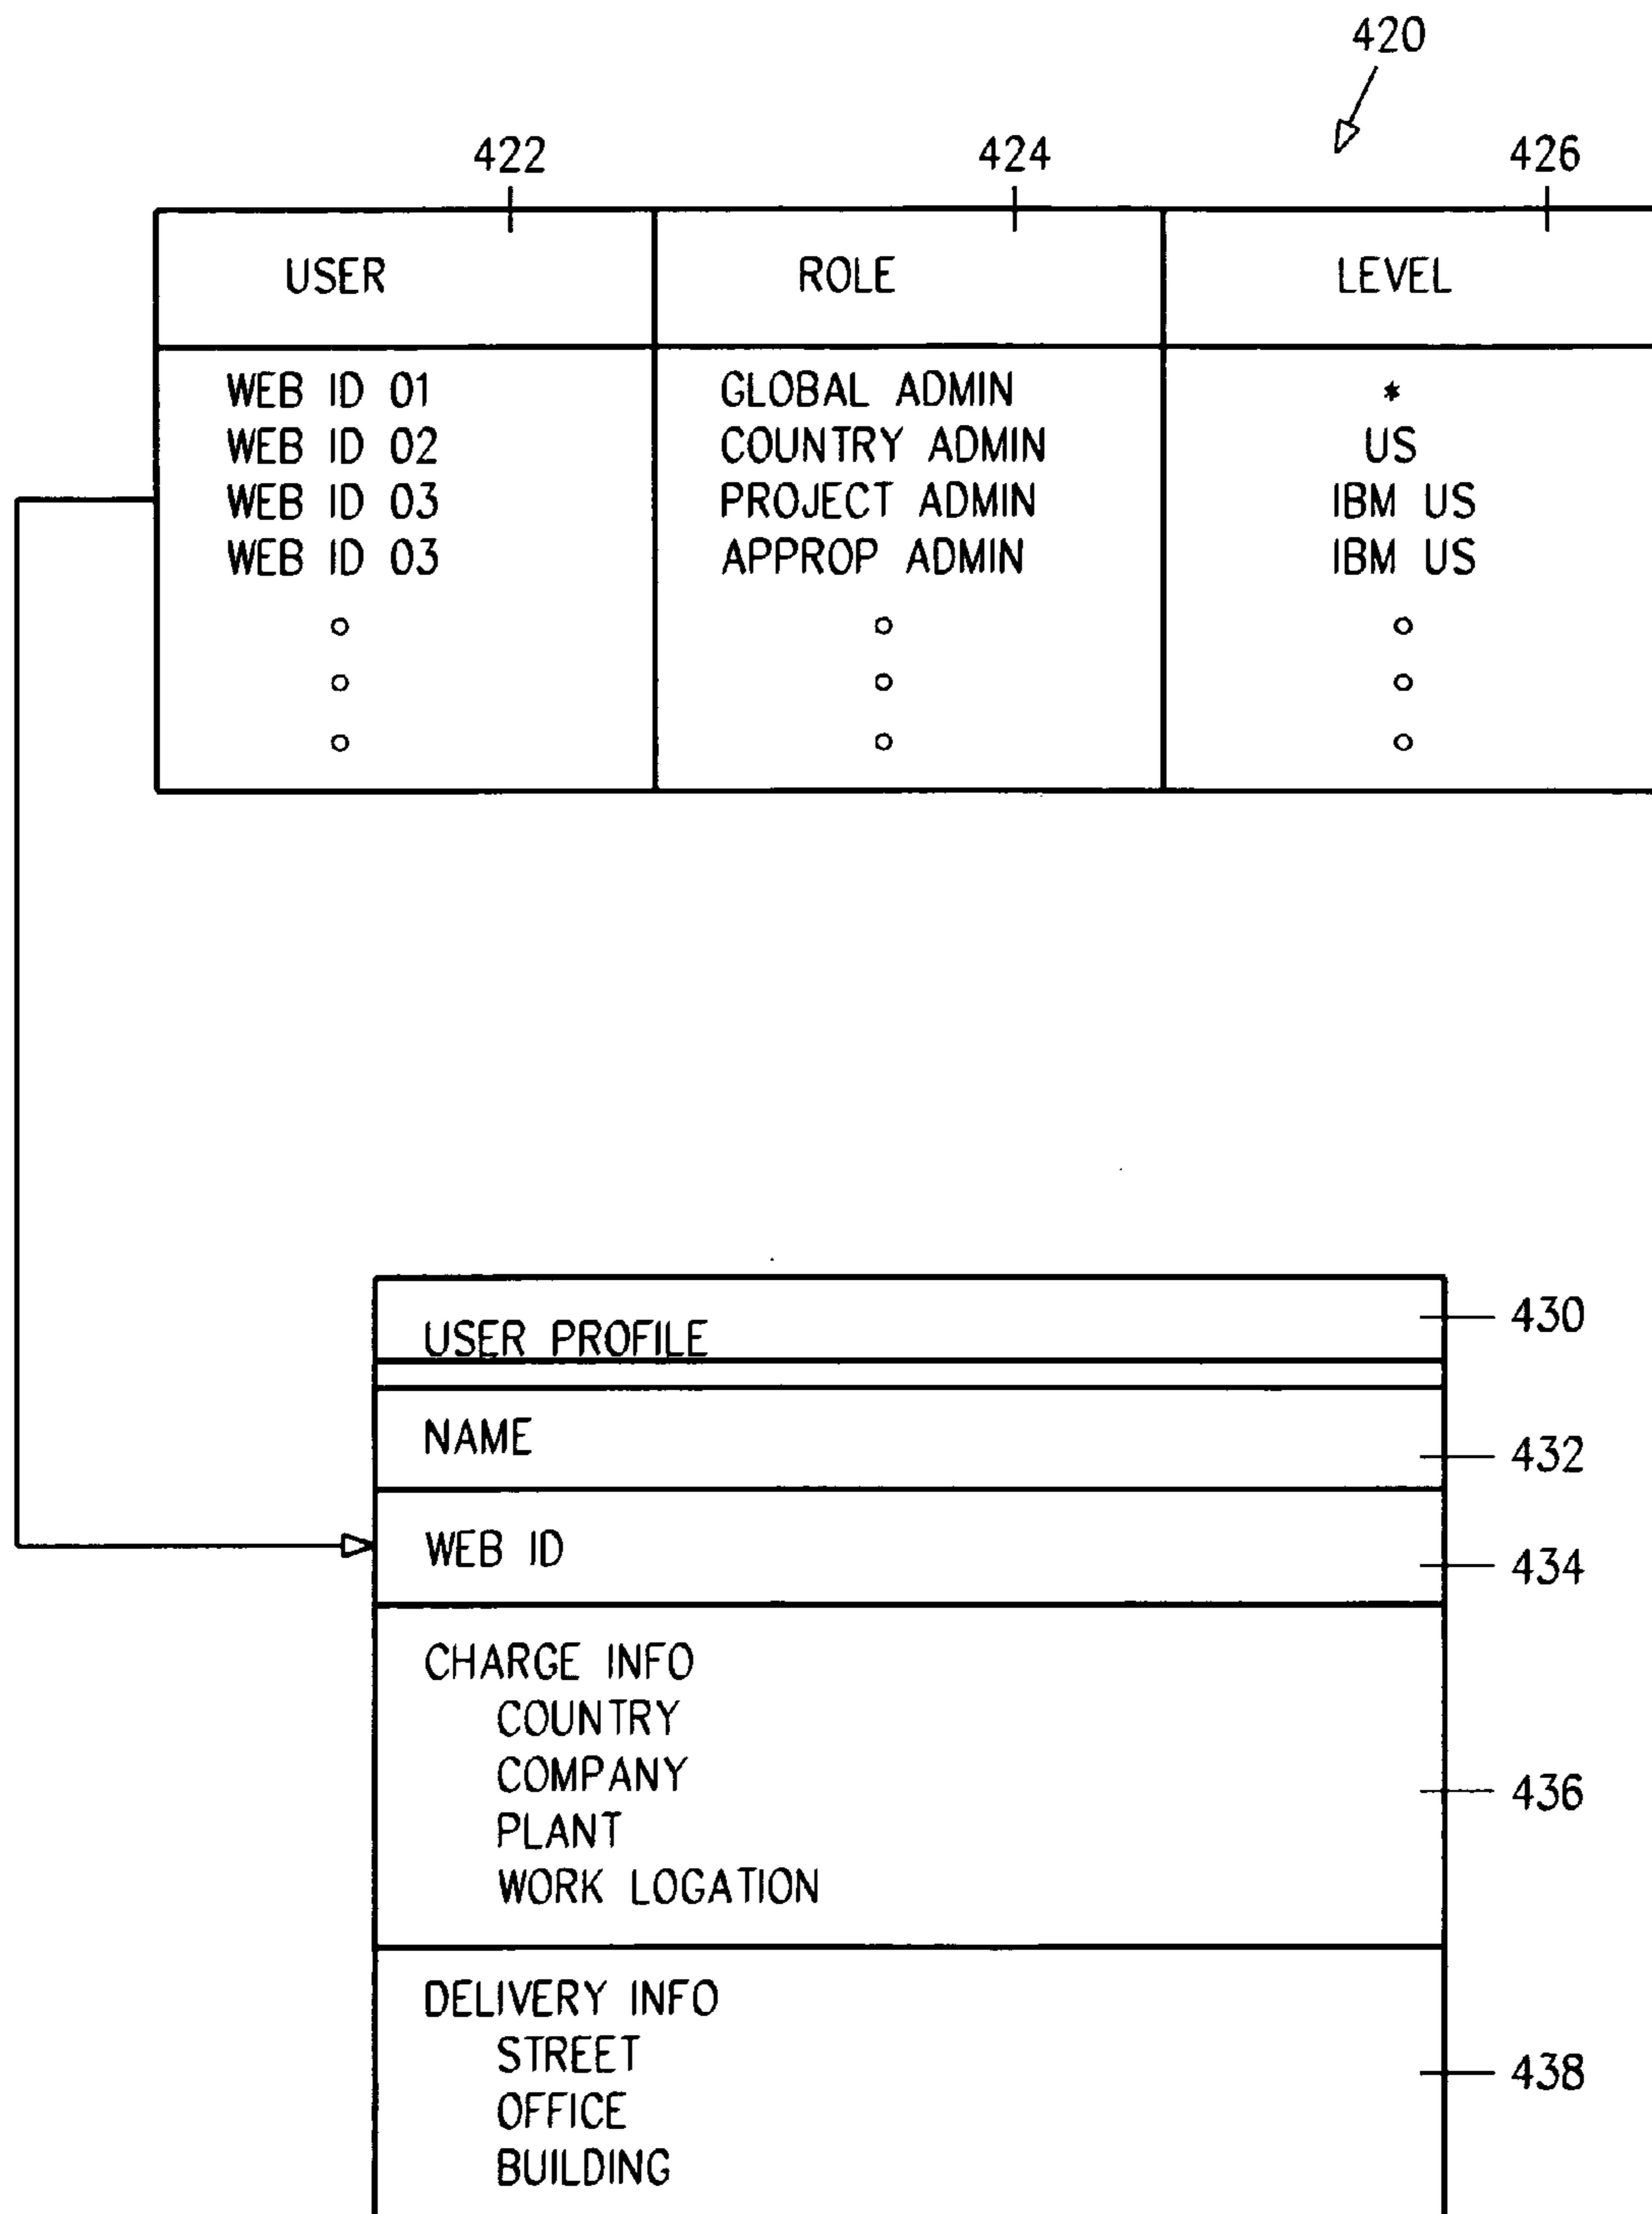 420
422 424 426
USER ROLE LEVEL
WEB ID 01 GLOBAL ADMIN *
WEB ID 02 COUNTRY ADMIN US
WEB ID 03 PROJECT ADMIN IBM US
WEB ID 03 APPROP ADMIN IBM US
USER PROFILE 430
NAME 432
WEB ID 434
CHARGE INFO
COUNTRY
COMPANY 436
PLANT
WORK LOGATION
DELIVERY INFO
STREET 438
OFFICE
BUILDING